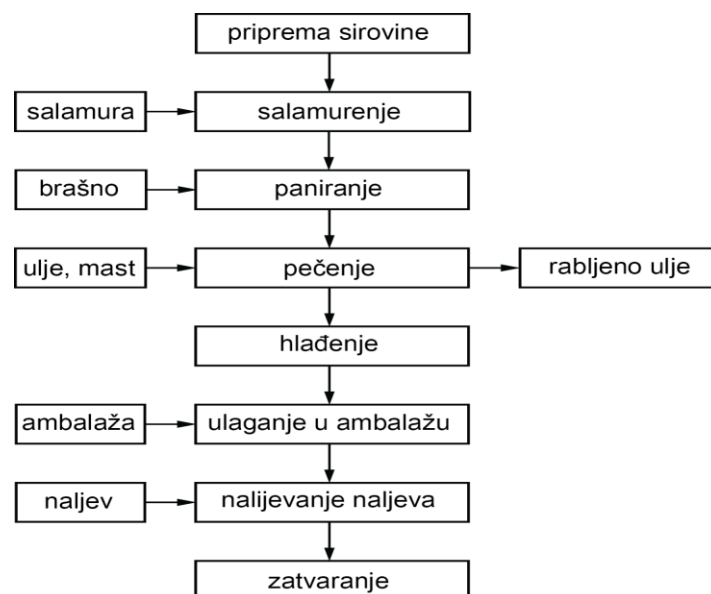 priprema sirovine
salamura
salamurenje
brašno
paniranje
ulje, mast
pečenje
rabljeno ulje
hlađenje
ambalaža
ulaganje u ambalažu
naljev
nalijevanje naljeva
zatvaranje